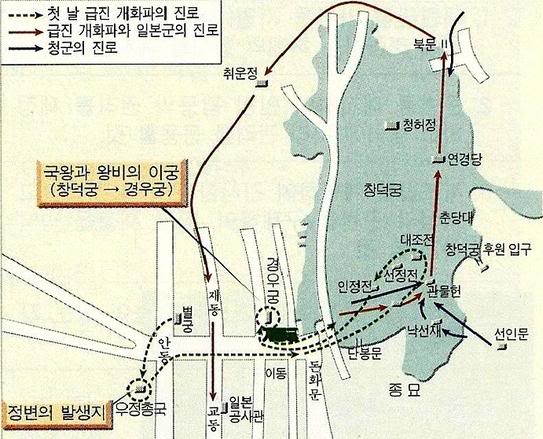 첫 날 급진 개화파의 진로
급진 개화파와 일본군의 진로
청군의 진로
북문
취운정
청허정
국왕과 왕비의 이궁
(창덕궁 → 경우궁)
연경당
창덕궁
춘당대
대조전
창덕궁 후원 입구
경우궁
선정전
인정전
관물헌
재동
별궁
안동
낙선재
선인문
단봉문
이동
돈화문
종묘
정변의 발생지
우정총국
교동
일본
공사관